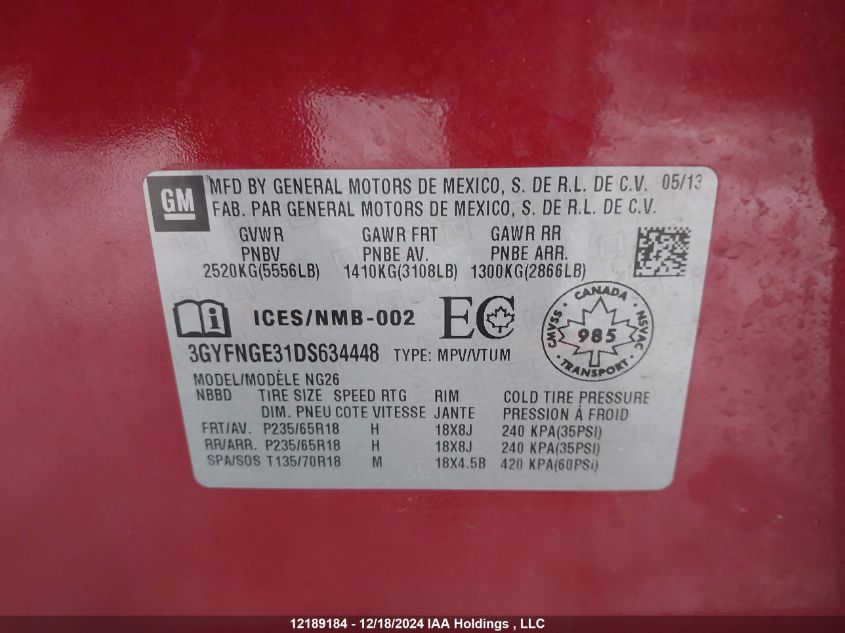 GM MFD BY GENERAL MOTORS DE MEXICO, S. DE R.L. DE C.V. 05/13
FAB. PAR GENERAL MOTORS DE MEXICO, S. DE R.L. DE C.V.
GVWR GAWR FRT GAWR RR
PNBV PNBE AV. PNBE ARR.
2520KG(5556LB) 1410KG(3108LB) 1300KG(2866LB)
ICES/NMB-002 EC
CANADA
CMVSS 985 NSVAC
TRANSPORT
3GYFNGE31DS634448 TYPE: MPV/VTUM
MODEL/MODÈLE NG26
NBBD TIRE SIZE SPEED RTG RIM COLD TIRE PRESSURE
DIM. PNEU COTE VITESSE JANTE PRESSION À FROID
FRT/AV. P235/65R18 H 18X8J 240 KPA(35PSI)
RR/ARR. P235/65R18 H 18X8J 240 KPA(35PSI)
SPA/SOS T135/70R18 M 18X4.5B 420 KPA(60PSI)
12189184 - 12/18/2024 IAA Holdings , LLC